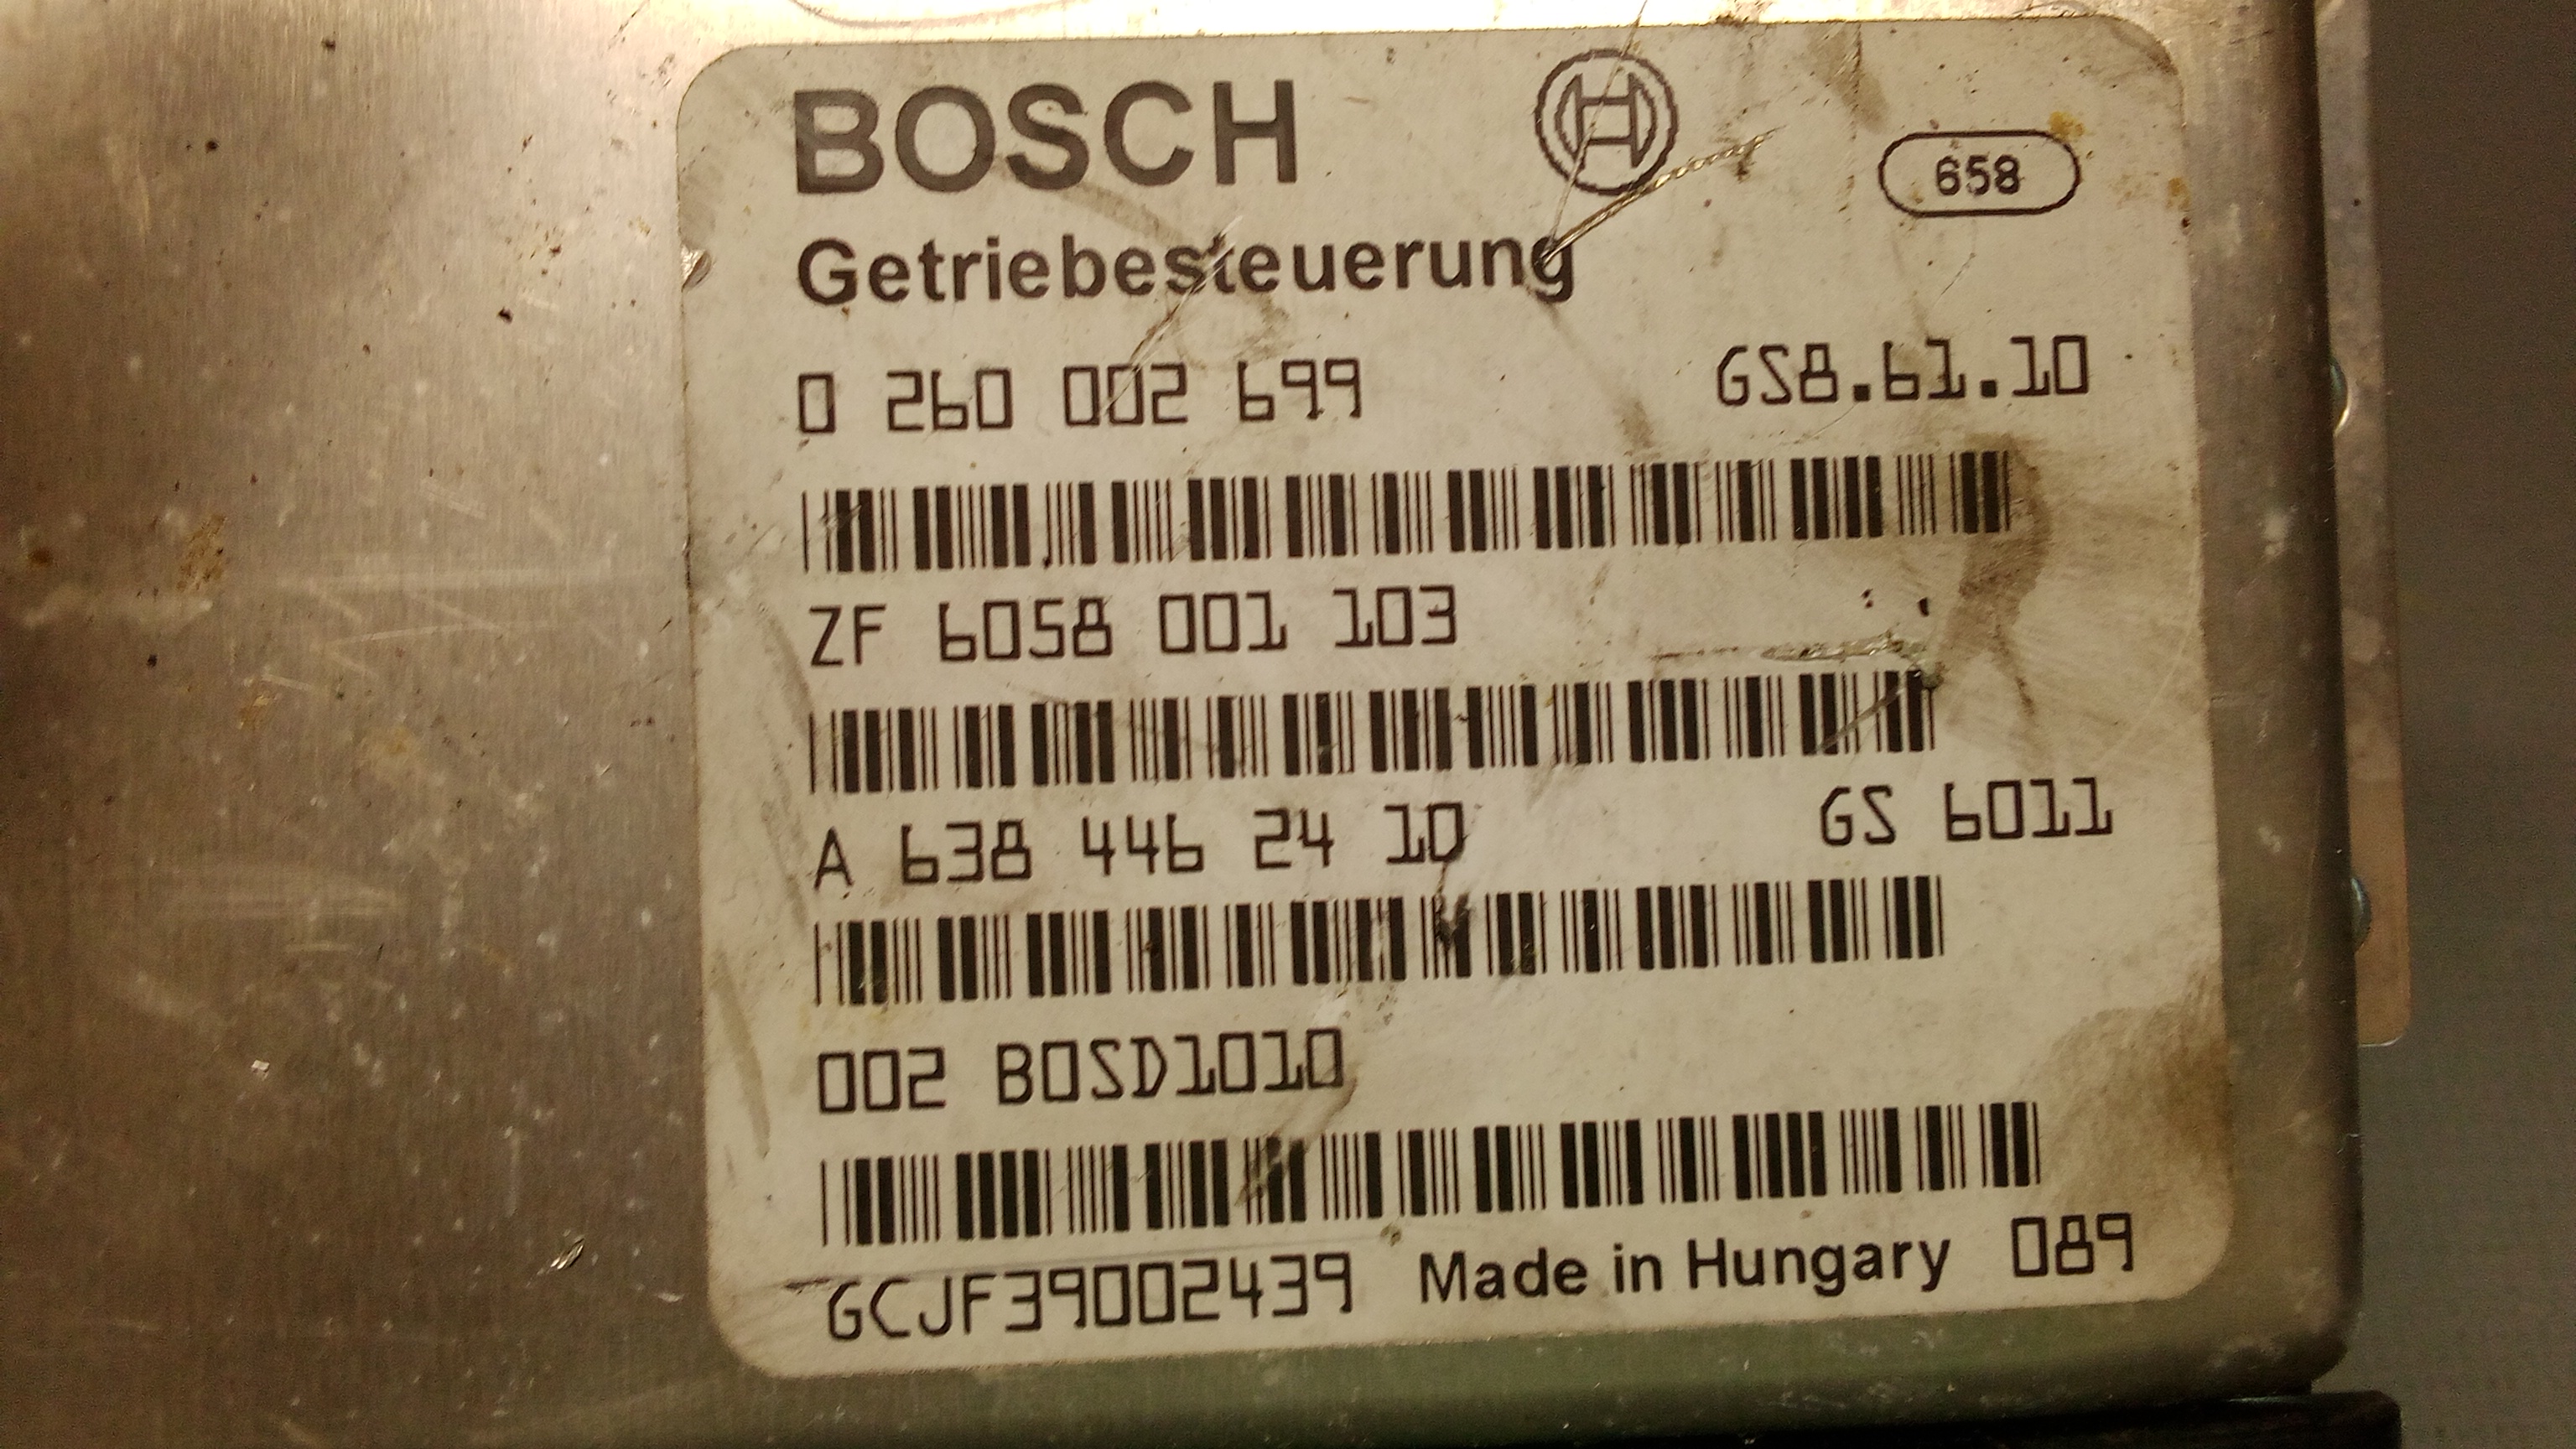 BOSCH
658
Getriebesteuerung
0 260 002 699 GS8.61.10
ZF 6058 001 103
A 638 446 24 10 GS 6011
002 BOSD1010
GCJF39002439 Made in Hungary 089